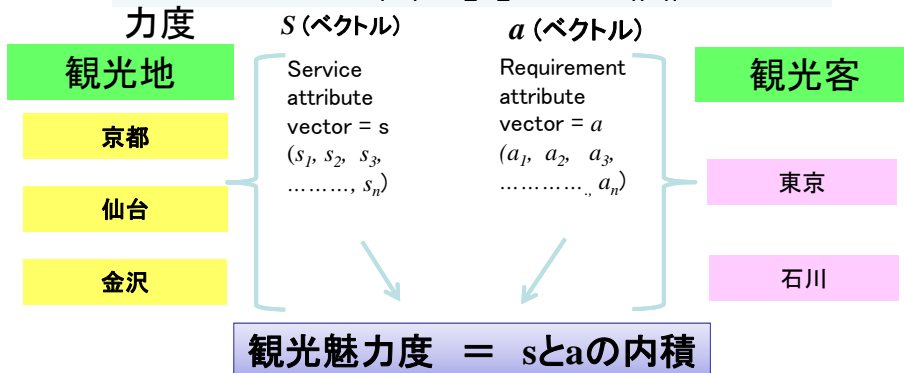 力度
S (ベクトル)
a (ベクトル)
観光地
京都
仙台
金沢
Service
attribute
vector = s
(s1, s2, s3,
………, sn)
Requirement
attribute
vector = a
(a1, a2, a3,
…………., an)
観光客
東京
石川
観光魅力度 = sとaの内積